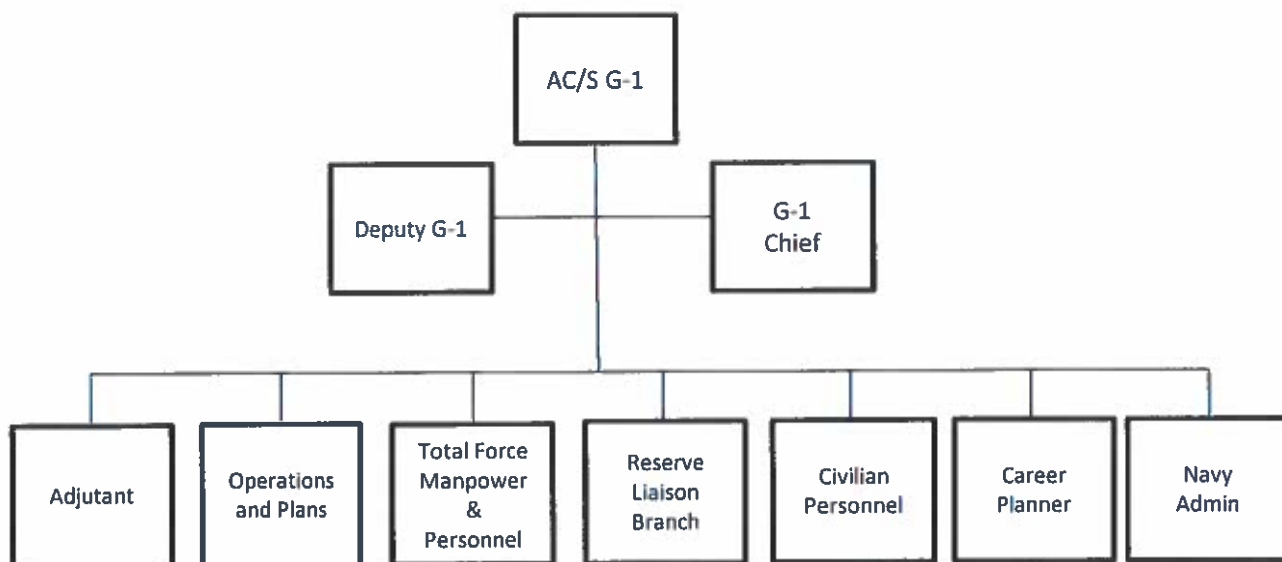 AC/S G-1
Deputy G-1
G-1
Chief
Adjutant
Operations
and Plans
Total Force
Manpower
&
Personnel
Reserve
Liaison
Branch
Civilian
Personnel
Career
Planner
Navy
Admin